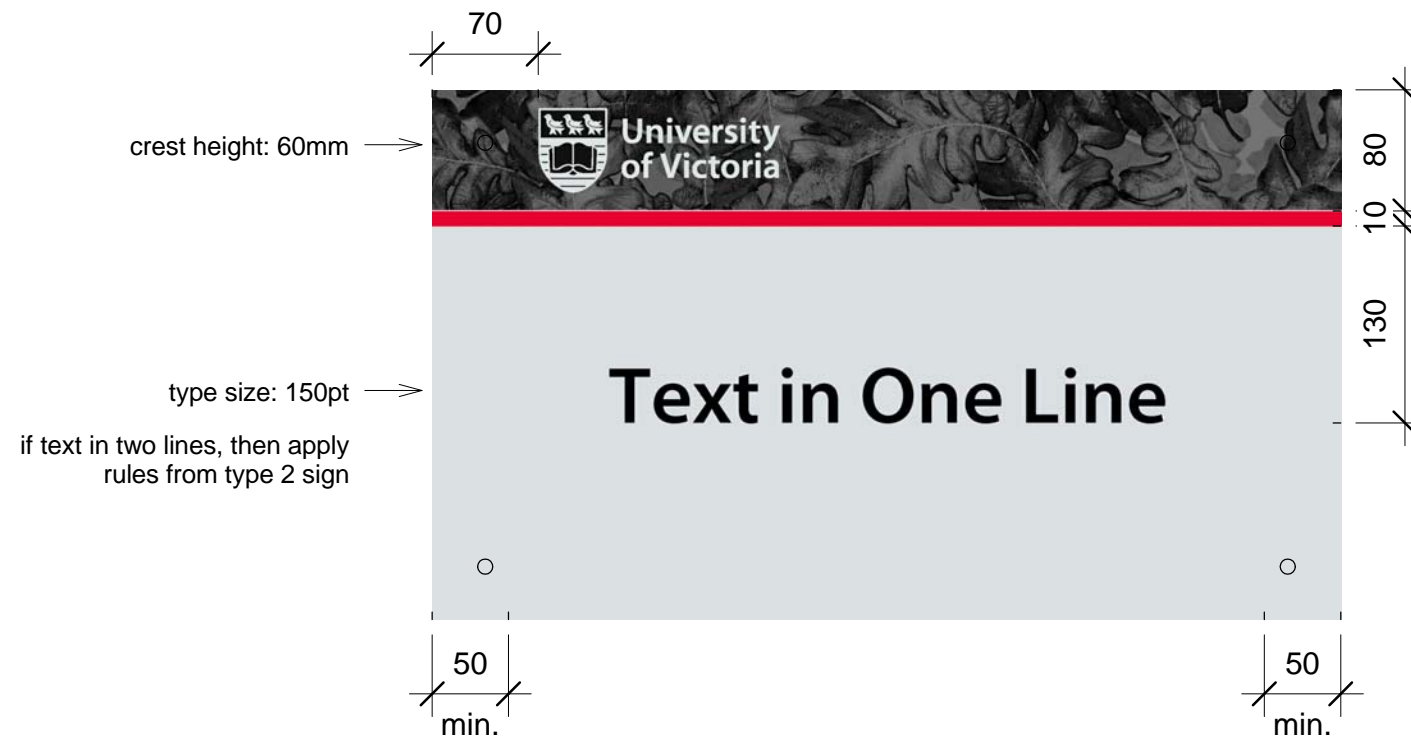 70
crest height: 60mm
University
of Victoria
80
10
130
Text in One Line
type size: 150pt
if text in two lines, then apply
rules from type 2 sign
50
50
min.
min.